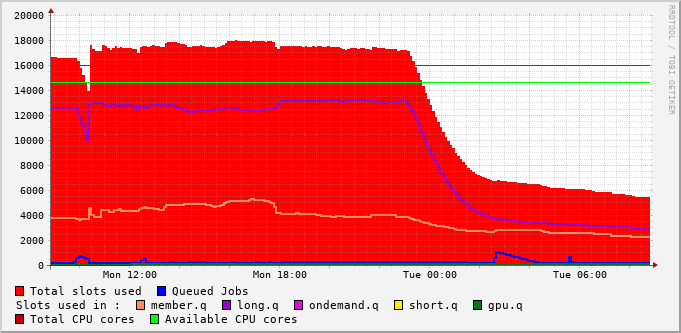 20000
18000
16000
14000
12000
10000
8000
6000
4000
2000
0
Mon 12:00 Mon 18:00 Tue 00:00 Tue 06:00
Total slots used Queued Jobs
Slots used in : member.q long.q ondemand.q short.q gpu.q
Total CPU cores Available CPU cores
RRDTOOL / TOBI OETIKER